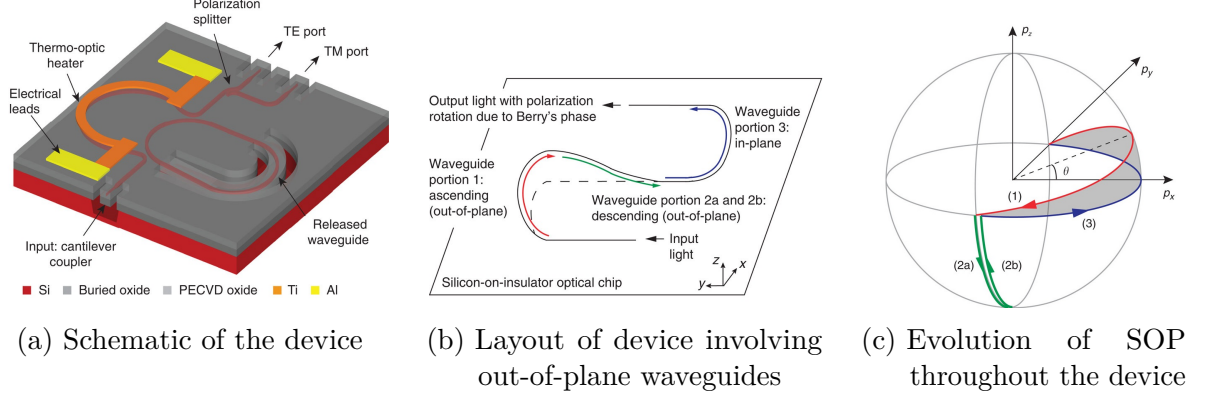 Polarization
splitter
TE port
TM port
Thermo-optic
heater
Electrical
leads
Released
waveguide
Input: cantilever
coupler
Si Buried oxide PECVD oxide Ti Al
(a) Schematic of the device
Output light with polarization
rotation due to Berry's phase
Waveguide
portion 3:
in-plane
Waveguide
portion 1:
ascending
(out-of-plane)
Waveguide portion 2a and 2b:
descending (out-of-plane)
Input
light
z
x
y
Silicon-on-insulator optical chip
(b) Layout of device involving
out-of-plane waveguides
pz
py
θ
px
(1)
(3)
(2a) (2b)
(c) Evolution of SOP
throughout the device